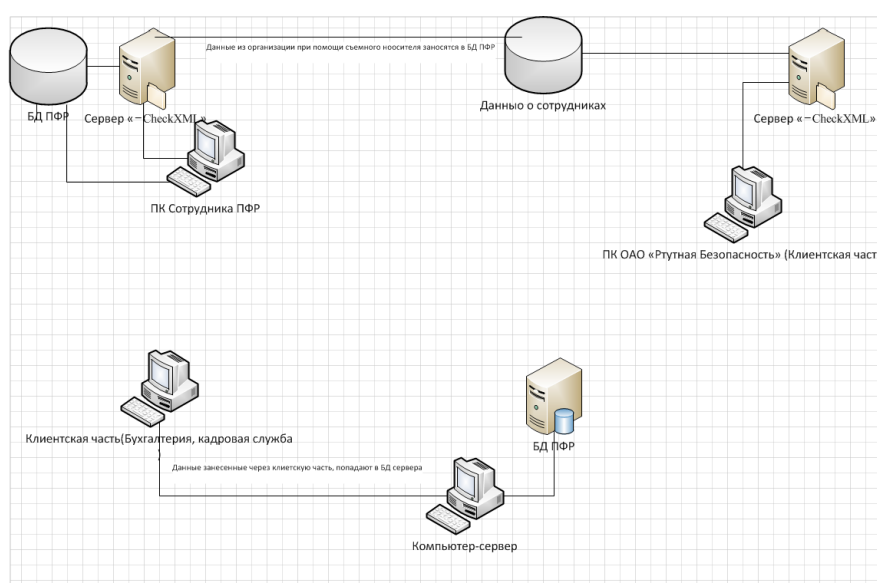 Данные из организации при помощи съемного ноосителя заносятся в БД ПФР
Данныо о сотрудниках
БД ПФР
Сервер «−CheckXML»
Сервер «−CheckXML»
ПК Сотрудника ПФР
ПК ОАО «Ртутная Безопасность» (Клиентская част
Клиентская часть(Бухгалтерия, кадровая служба
БД ПФР
Данные занесенные через клиетскую часть, попадают в БД сервера
Компьютер-сервер